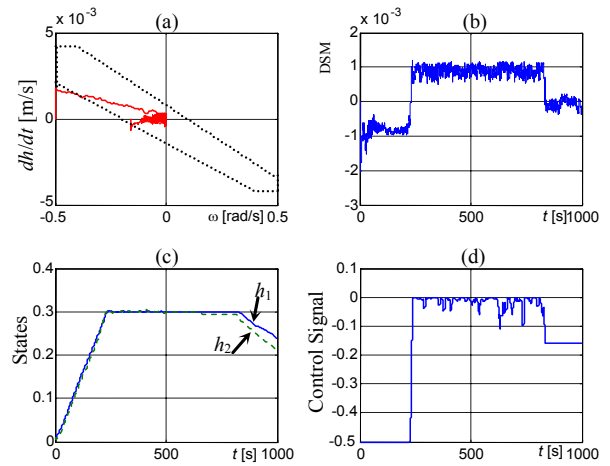 (a)
× 10⁻³
dh/dt [m/s]
5
0
-5
-0.5 0 ω [rad/s] 0.5
(b)
× 10⁻³
DSM
2
1
0
-1
-2
-3
0 500 t [s] 1000
(c)
States
0.4
0.3
0.2
0.1
0
h₁
h₂
0 500 t [s] 1000
(d)
Control Signal
0.1
0
-0.1
-0.2
-0.3
-0.4
-0.5
0 500 t [s] 1000